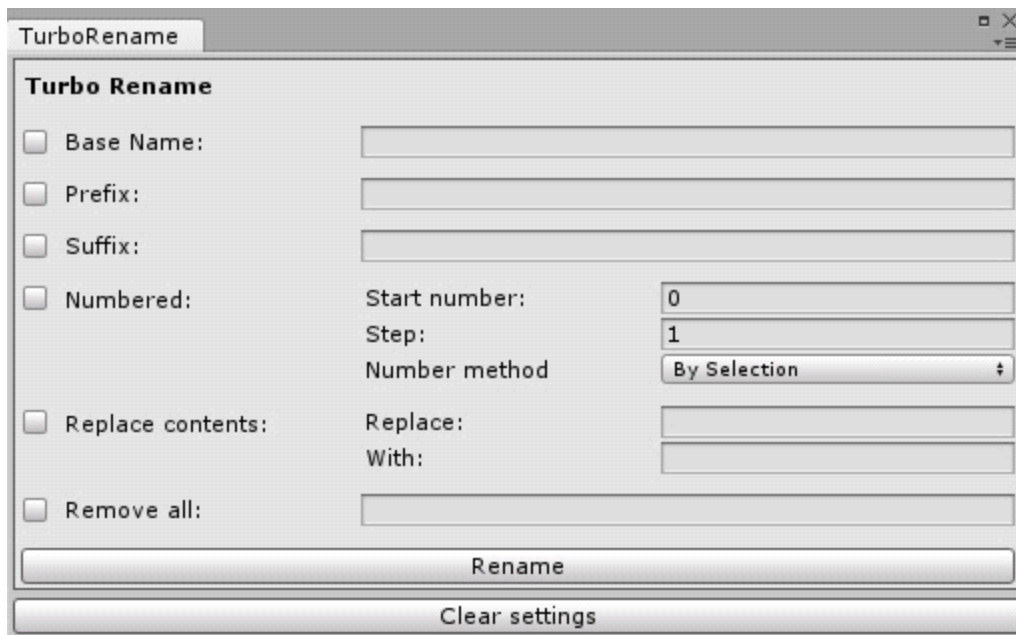 TurboRename
Turbo Rename
Base Name:
Prefix:
Suffix:
Numbered: Start number: 0
Step: 1
Number method By Selection
Replace contents: Replace:
With:
Remove all:
Rename
Clear settings